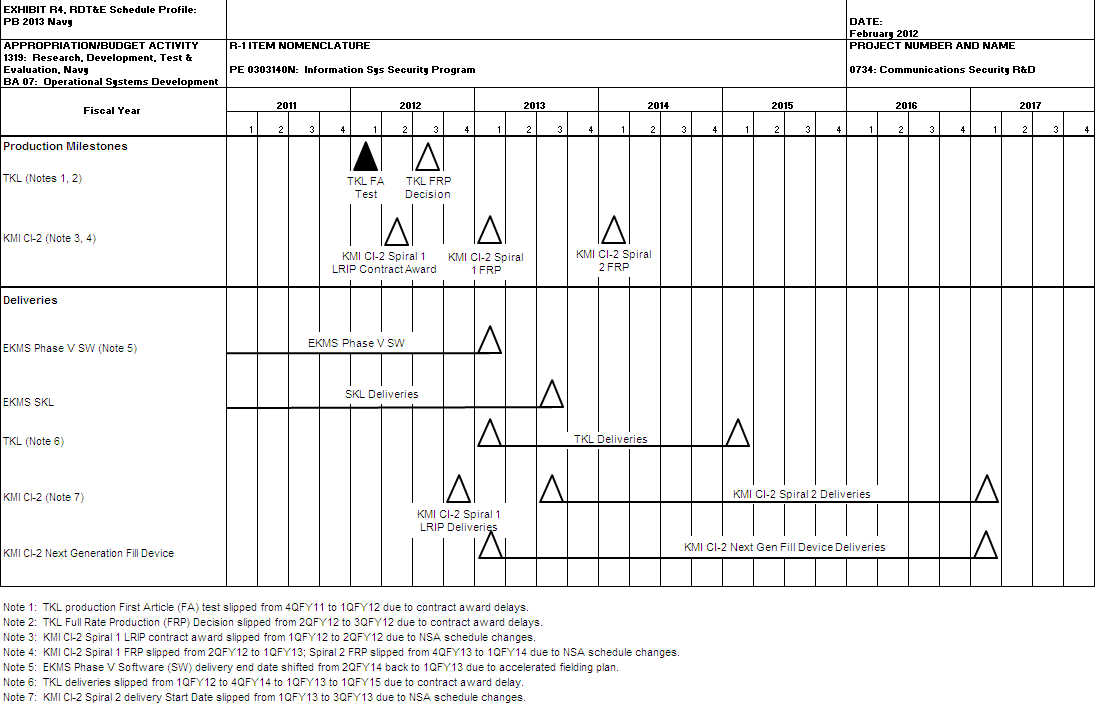 EXHIBIT R4, RDT&E Schedule Profile:
PB 2013 Navy
DATE:
February 2012
APPROPRIATION/BUDGET ACTIVITY
1319:  Research, Development, Test &
Evaluation, Navy
BA 07:  Operational Systems Development
R-1 ITEM NOMENCLATURE
PE 0303140N:  Information Sys Security Program
PROJECT NUMBER AND NAME
0734: Communications Security R&D
Fiscal Year 2011 2012 2013 2014 2015 2016 2017
1 2 3 4 1 2 3 4 1 2 3 4 1 2 3 4 1 2 3 4 1 2 3 4 1 2 3 4
Production Milestones
TKL (Notes 1, 2)
TKL FA
Test
TKL FRP
Decision
KMI CI-2 (Note 3, 4)
KMI CI-2 Spiral 1
LRIP Contract Award
KMI CI-2 Spiral
1 FRP
KMI CI-2 Spiral
2 FRP
Deliveries
EKMS Phase V SW (Note 5)
EKMS Phase V SW
EKMS SKL
SKL Deliveries
TKL (Note 6)
TKL Deliveries
KMI CI-2 (Note 7)
KMI CI-2 Spiral 1
LRIP Deliveries
KMI CI-2 Spiral 2 Deliveries
KMI CI-2 Next Generation Fill Device
KMI CI-2 Next Gen Fill Device Deliveries
Note 1:  TKL production First Article (FA) test slipped from 4QFY11 to 1QFY12 due to contract award delays.
Note 2:  TKL Full Rate Production (FRP) Decision slipped from 2QFY12 to 3QFY12 due to contract award delays.
Note 3:  KMI CI-2 Spiral 1 LRIP contract award slipped from 1QFY12 to 2QFY12 due to NSA schedule changes.
Note 4:  KMI CI-2 Spiral 1 FRP slipped from 2QFY12 to 1QFY13; Spiral 2 FRP slipped from 4QFY13 to 1QFY14 due to NSA schedule changes.
Note 5:  EKMS Phase V Software (SW) delivery end date shifted from 2QFY14 back to 1QFY13 due to accelerated fielding plan.
Note 6:  TKL deliveries slipped from 1QFY12 to 4QFY14 to 1QFY13 to 1QFY15 due to contract award delay.
Note 7:  KMI CI-2 Spiral 2 delivery Start Date slipped from 1QFY13 to 3QFY13 due to NSA schedule changes.